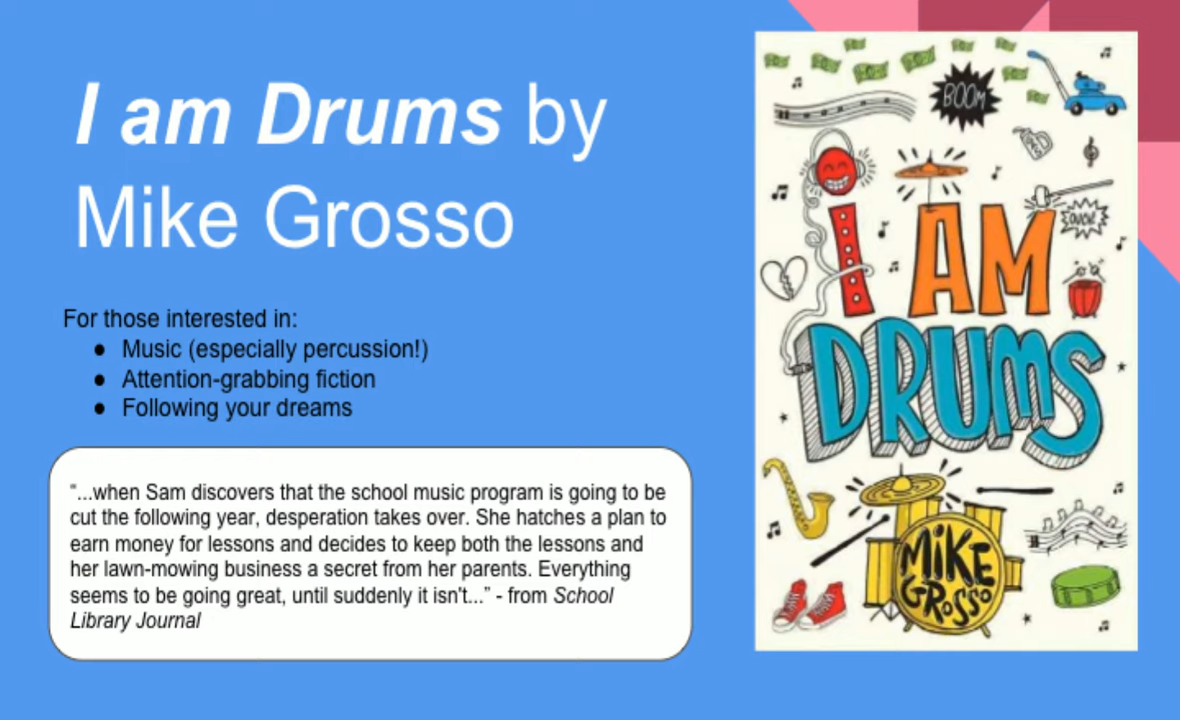 I am Drums by
Mike Grosso
For those interested in:
● Music (especially percussion!)
● Attention-grabbing fiction
● Following your dreams
“...when Sam discovers that the school music program is going to be
cut the following year, desperation takes over. She hatches a plan to
earn money for lessons and decides to keep both the lessons and
her lawn-mowing business a secret from her parents. Everything
seems to be going great, until suddenly it isn't...” - from School
Library Journal
BOOM
GAS
I AM
OUCH!
DRUMS
MiKE
GRosso